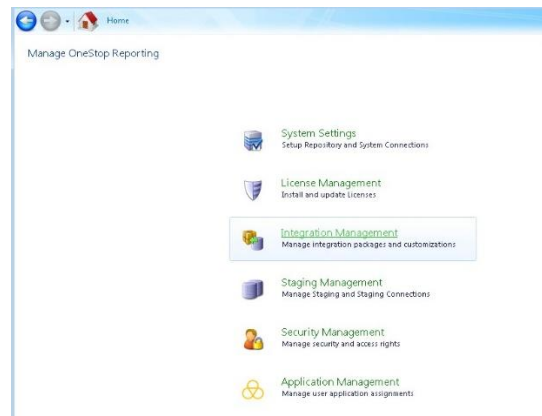 Home
Manage OneStop Reporting
System Settings
Setup Repository and System Connections
License Management
Install and update Licenses
Integration Management
Manage integration packages and customizations
Staging Management
Manage Staging and Staging Connections
Security Management
Manage security and access rights
Application Management
Manage user application assignments